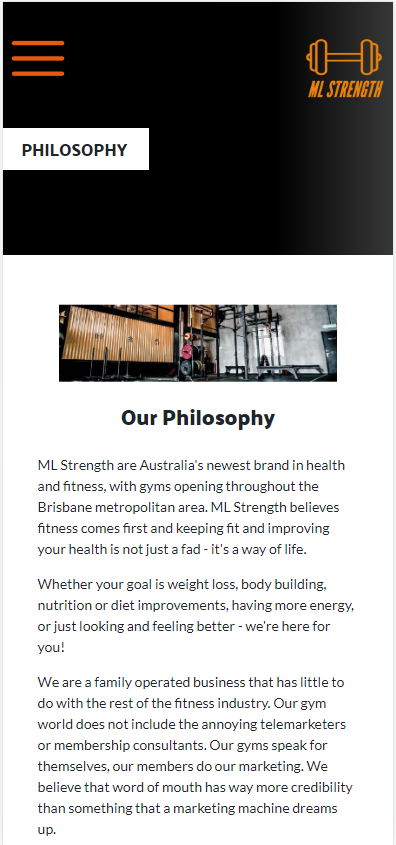 ML STRENGTH
PHILOSOPHY
Our Philosophy
ML Strength are Australia's newest brand in health
and fitness, with gyms opening throughout the
Brisbane metropolitan area. ML Strength believes
fitness comes first and keeping fit and improving
your health is not just a fad - it's a way of life.
Whether your goal is weight loss, body building,
nutrition or diet improvements, having more energy,
or just looking and feeling better - we're here for
you!
We are a family operated business that has little to
do with the rest of the fitness industry. Our gym
world does not include the annoying telemarketers
or membership consultants. Our gyms speak for
themselves, our members do our marketing. We
believe that word of mouth has way more credibility
than something that a marketing machine dreams
up.